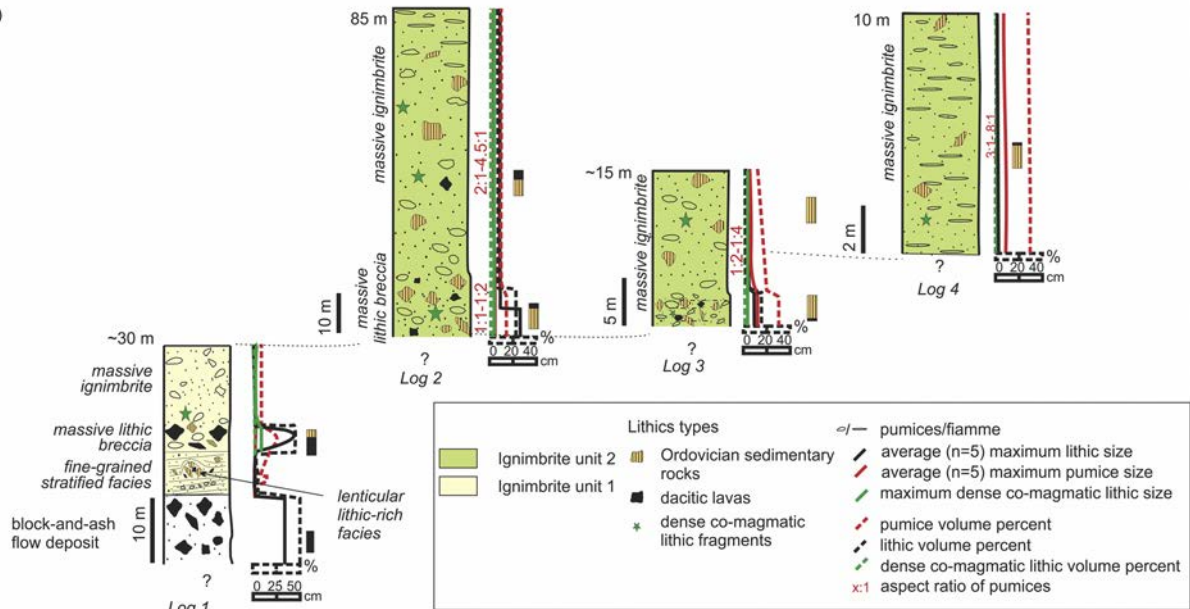 )
85 m
massive ignimbrite
massive
lithic breccia
10 m
2:1-4.5:1
1:1-1:2
%
0 20 40
cm
?
Log 2
~15 m
massive ignimbrite
5 m
1:2-1:4
%
0 20 40
cm
?
Log 3
10 m
massive ignimbrite
2 m
3:1- 8:1
%
0 20 40
cm
?
Log 4
~30 m
massive
ignimbrite
massive lithic
breccia
fine-grained
stratified facies
block-and-ash
flow deposit
10 m
lenticular
lithic-rich
facies
%
0 25 50
cm
?
Log 1
Ignimbrite unit 2
Ignimbrite unit 1
Lithics types
Ordovician sedimentary
rocks
dacitic lavas
dense co-magmatic
lithic fragments
pumices/fiamme
average (n=5) maximum lithic size
average (n=5) maximum pumice size
maximum dense co-magmatic lithic size
pumice volume percent
lithic volume percent
dense co-magmatic lithic volume percent
x:1 aspect ratio of pumices